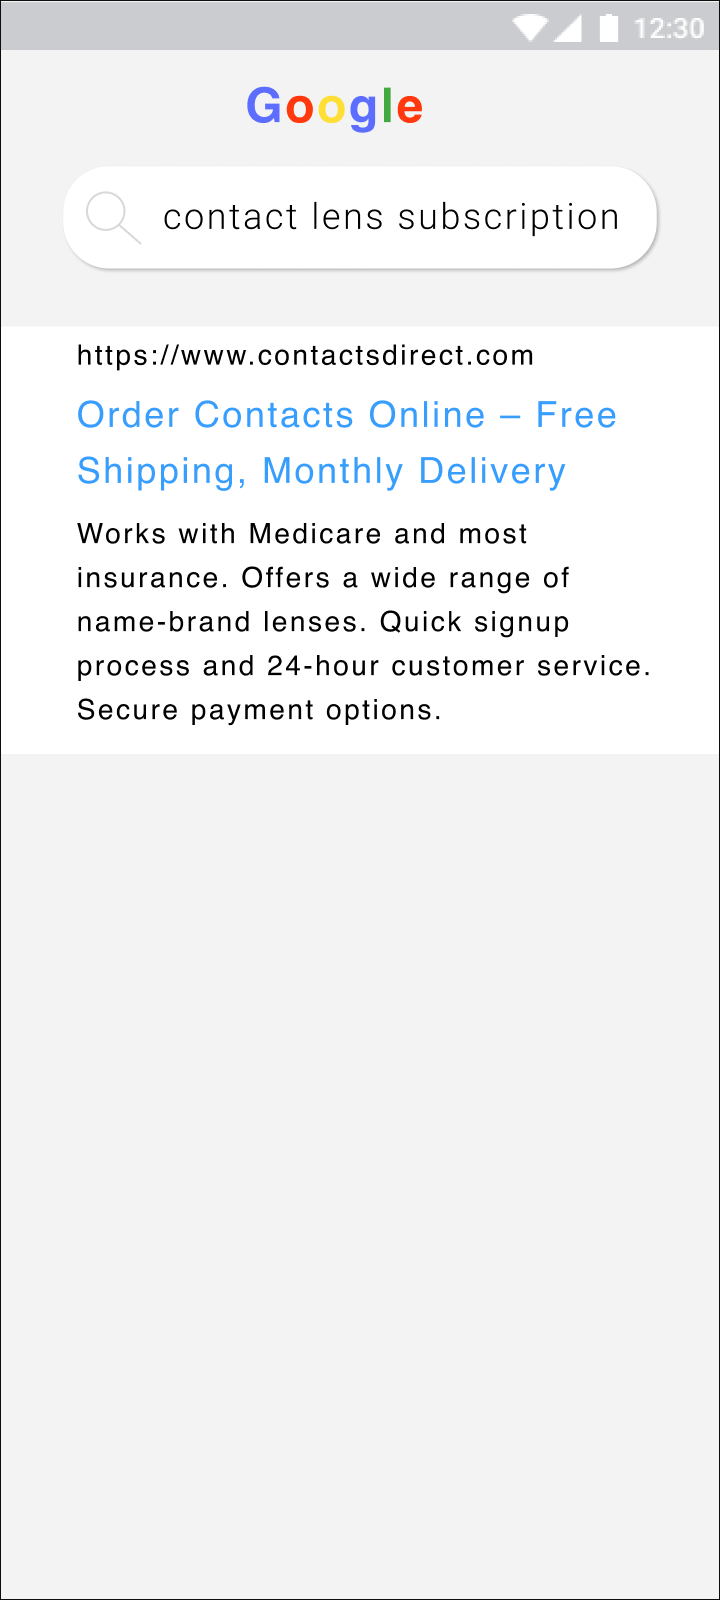 12:30
Google
contact lens subscription
https://www.contactsdirect.com
Order Contacts Online – Free
Shipping, Monthly Delivery
Works with Medicare and most
insurance. Offers a wide range of
name-brand lenses. Quick signup
process and 24-hour customer service.
Secure payment options.